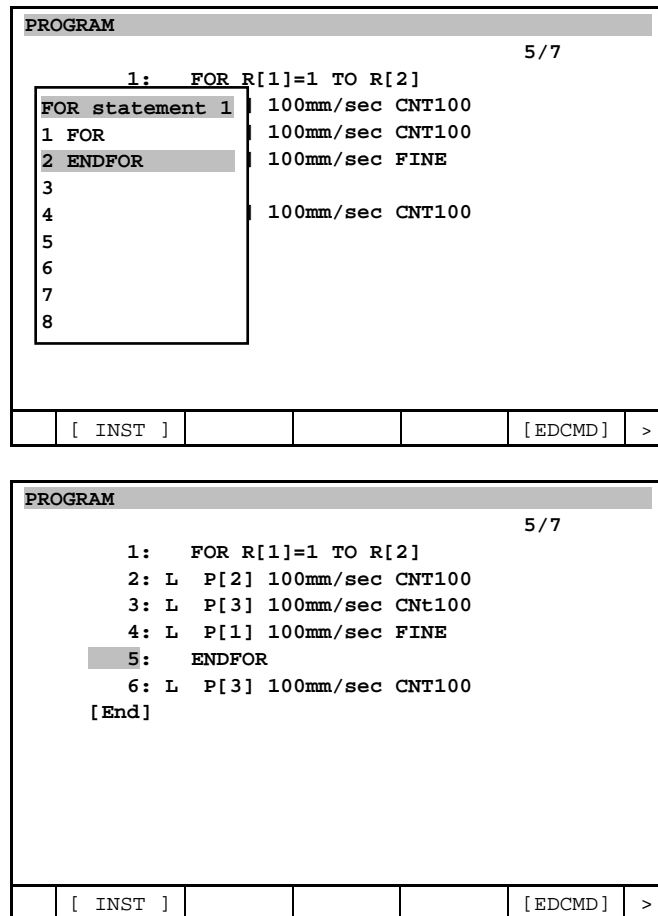 PROGRAM
5/7
1: FOR R[1]=1 TO R[2]
FOR statement 1 100mm/sec CNT100
1 FOR 100mm/sec CNT100
2 ENDFOR 100mm/sec FINE
3
4 100mm/sec CNT100
5
6
7
8
[ INST ] [EDCMD] >
PROGRAM
5/7
1: FOR R[1]=1 TO R[2]
2: L P[2] 100mm/sec CNT100
3: L P[3] 100mm/sec CNt100
4: L P[1] 100mm/sec FINE
5: ENDFOR
6: L P[3] 100mm/sec CNT100
[End]
[ INST ] [EDCMD] >